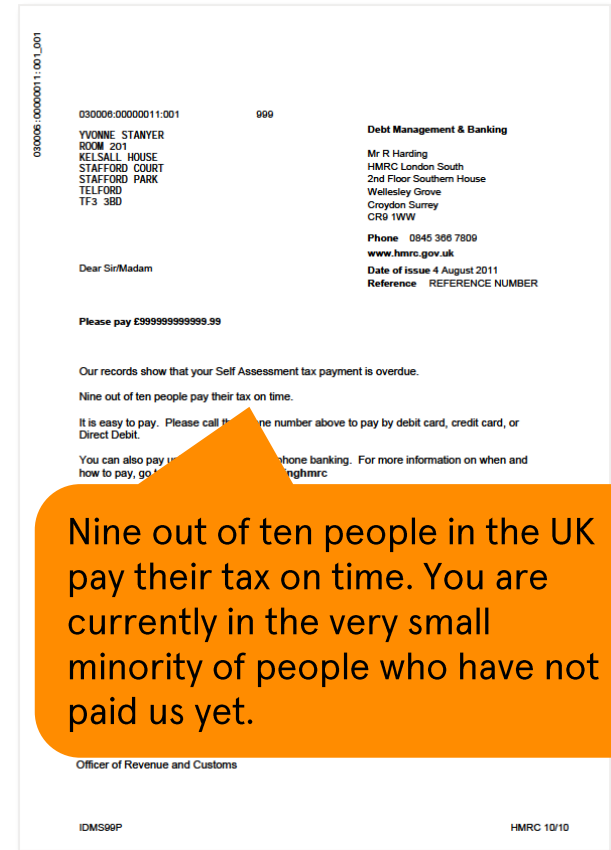 030006:00000011:001_001
030006:00000011:001 999
YVONNE STANYER
ROOM 201
KELSALL HOUSE
STAFFORD COURT
STAFFORD PARK
TELFORD
TF3 3BD
Debt Management & Banking
Mr R Harding
HMRC London South
2nd Floor Southern House
Wellesley Grove
Croydon Surrey
CR9 1WW
Phone 0845 366 7809
www.hmrc.gov.uk
Dear Sir/Madam
Date of issue 4 August 2011
Reference REFERENCE NUMBER
Please pay £999999999999.99
Our records show that your Self Assessment tax payment is overdue.
Nine out of ten people pay their tax on time.
It is easy to pay. Please call ne number above to pay by debit card, credit card, or
Direct Debit.
You can also pay phone banking. For more information on when and
how to pay, go nghmrc
Nine out of ten people in the UK
pay their tax on time. You are
currently in the very small
minority of people who have not
paid us yet.
Officer of Revenue and Customs
IDMS99P HMRC 10/10